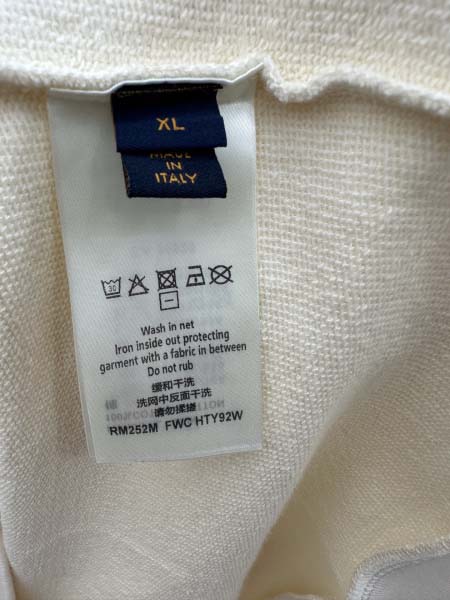 XL
MADE
IN
ITALY
30
Wash in net
Iron inside out protecting
garment with a fabric in between
Do not rub
缓和干洗
洗网中反面干洗
请勿揉搓
RM252M FWC HTY92W